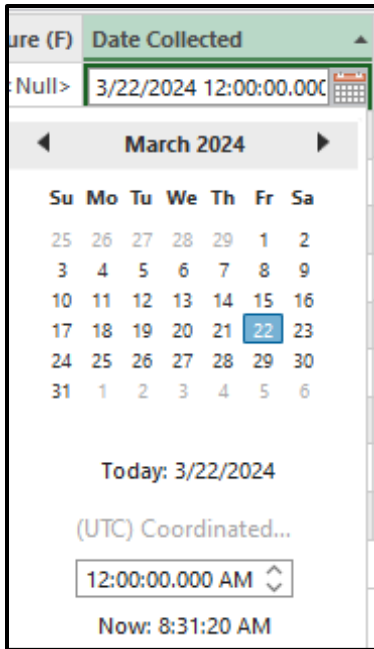 ure (F) Date Collected
<Null> 3/22/2024 12:00:00.000
March 2024
Su Mo Tu We Th Fr Sa
25 26 27 28 29 1 2
3 4 5 6 7 8 9
10 11 12 13 14 15 16
17 18 19 20 21 22 23
24 25 26 27 28 29 30
31 1 2 3 4 5 6
Today: 3/22/2024
(UTC) Coordinated...
12:00:00.000 AM
Now: 8:31:20 AM